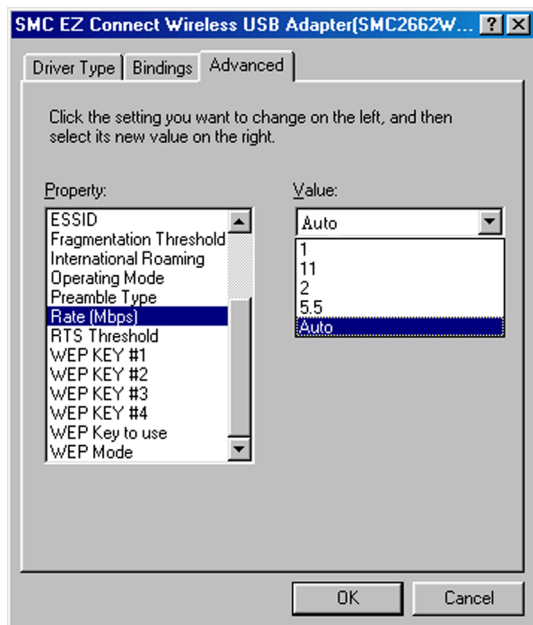 SMC EZ Connect Wireless USB Adapter(SMC2662W...
Driver Type
Bindings
Advanced
Click the setting you want to change on the left, and then
select its new value on the right.
Property:
ESSID
Fragmentation Threshold
International Roaming
Operating Mode
Preamble Type
Rate (Mbps)
RTS Threshold
WEP KEY #1
WEP KEY #2
WEP KEY #3
WEP KEY #4
WEP Key to use
WEP Mode
Value:
Auto
1
11
2
5.5
Auto
OK
Cancel